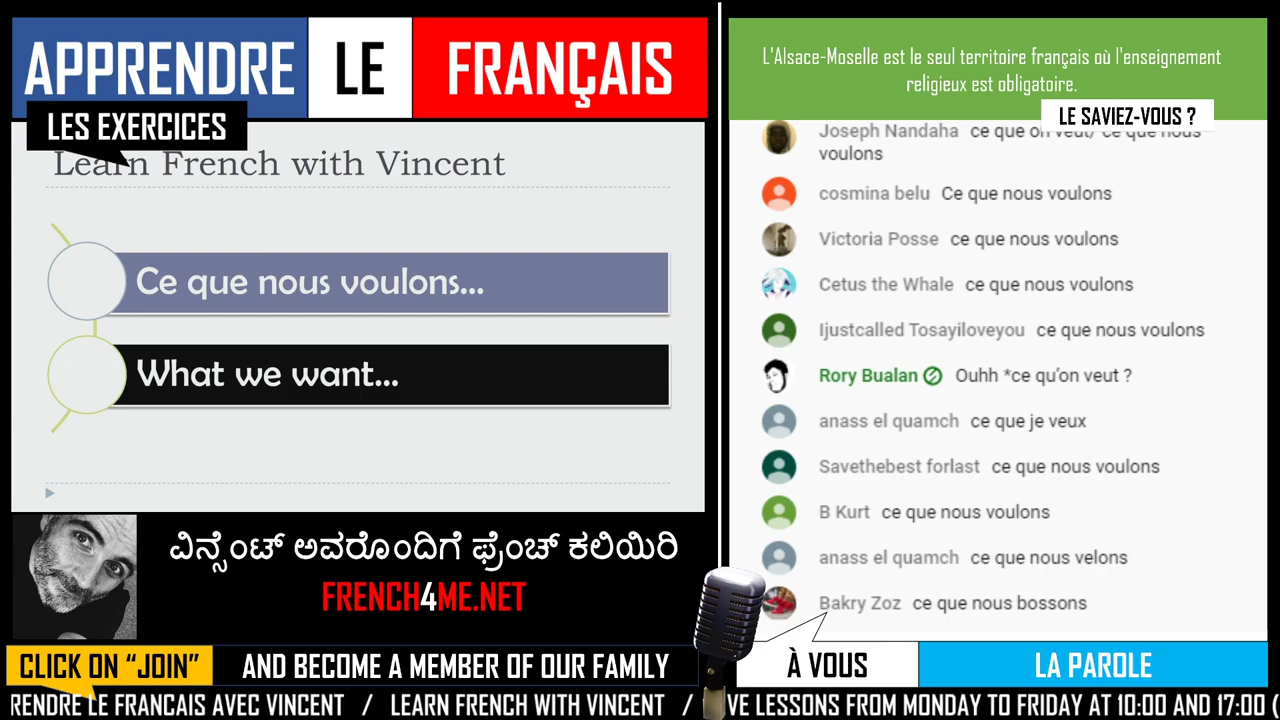 APPRENDRE LE FRANÇAIS
LES EXERCICES
Learn French with Vincent
Ce que nous voulons...
What we want...
ವಿನ್ಸೆಂಟ್ ಅವರೊಂದಿಗೆ ಫ್ರೆಂಚ್ ಕಲಿಯಿರಿ
FRENCH4ME.NET
CLICK ON “JOIN” AND BECOME A MEMBER OF OUR FAMILY
L'Alsace-Moselle est le seul territoire français où l'enseignement
religieux est obligatoire.
LE SAVIEZ-VOUS ?
Joseph Nandaha ce que on veut/ ce que nous
voulons
cosmina belu Ce que nous voulons
Victoria Posse ce que nous voulons
Cetus the Whale ce que nous voulons
Ijustcalled Tosayiloveyou ce que nous voulons
Rory Bualan Ouhh *ce qu'on veut ?
anass el quamch ce que je veux
Savethebest forlast ce que nous voulons
B Kurt ce que nous voulons
anass el quamch ce que nous velons
Bakry Zoz ce que nous bossons
À VOUS LA PAROLE
RENDRE LE FRANCAIS AVEC VINCENT / LEARN FRENCH WITH VINCENT / VE LESSONS FROM MONDAY TO FRIDAY AT 10:00 AND 17:00 (